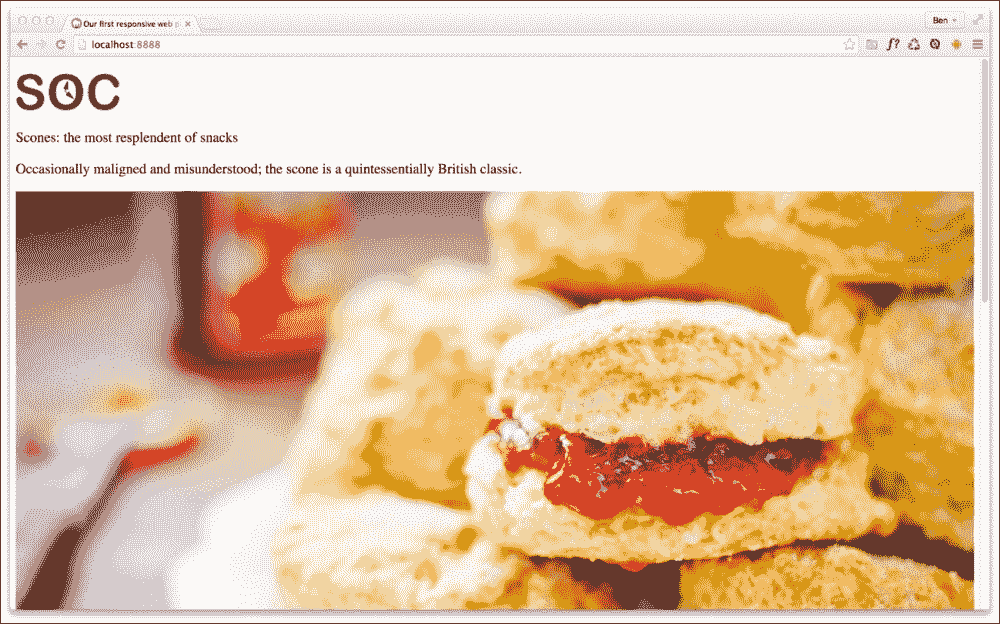 Our first responsive web p
Ben
localhost:8888
f?
SOC
Scones: the most resplendent of snacks
Occasionally maligned and misunderstood; the scone is a quintessentially British classic.